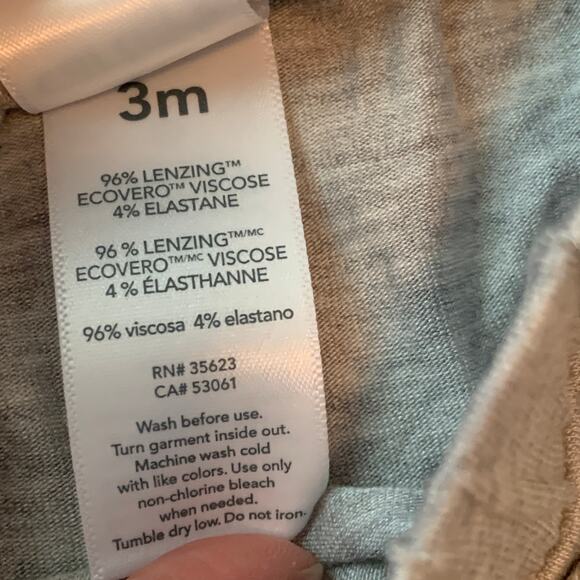 3m
96% LENZING™
ECOVERO™ VISCOSE
4% ELASTANE
96 % LENZING™/MC
ECOVERO™/MC VISCOSE
4 % ÉLASTHANNE
96% viscosa 4% elastano
RN# 35623
CA# 53061
Wash before use.
Turn garment inside out.
Machine wash cold
with like colors. Use only
non-chlorine bleach
when needed.
Tumble dry low. Do not iron.